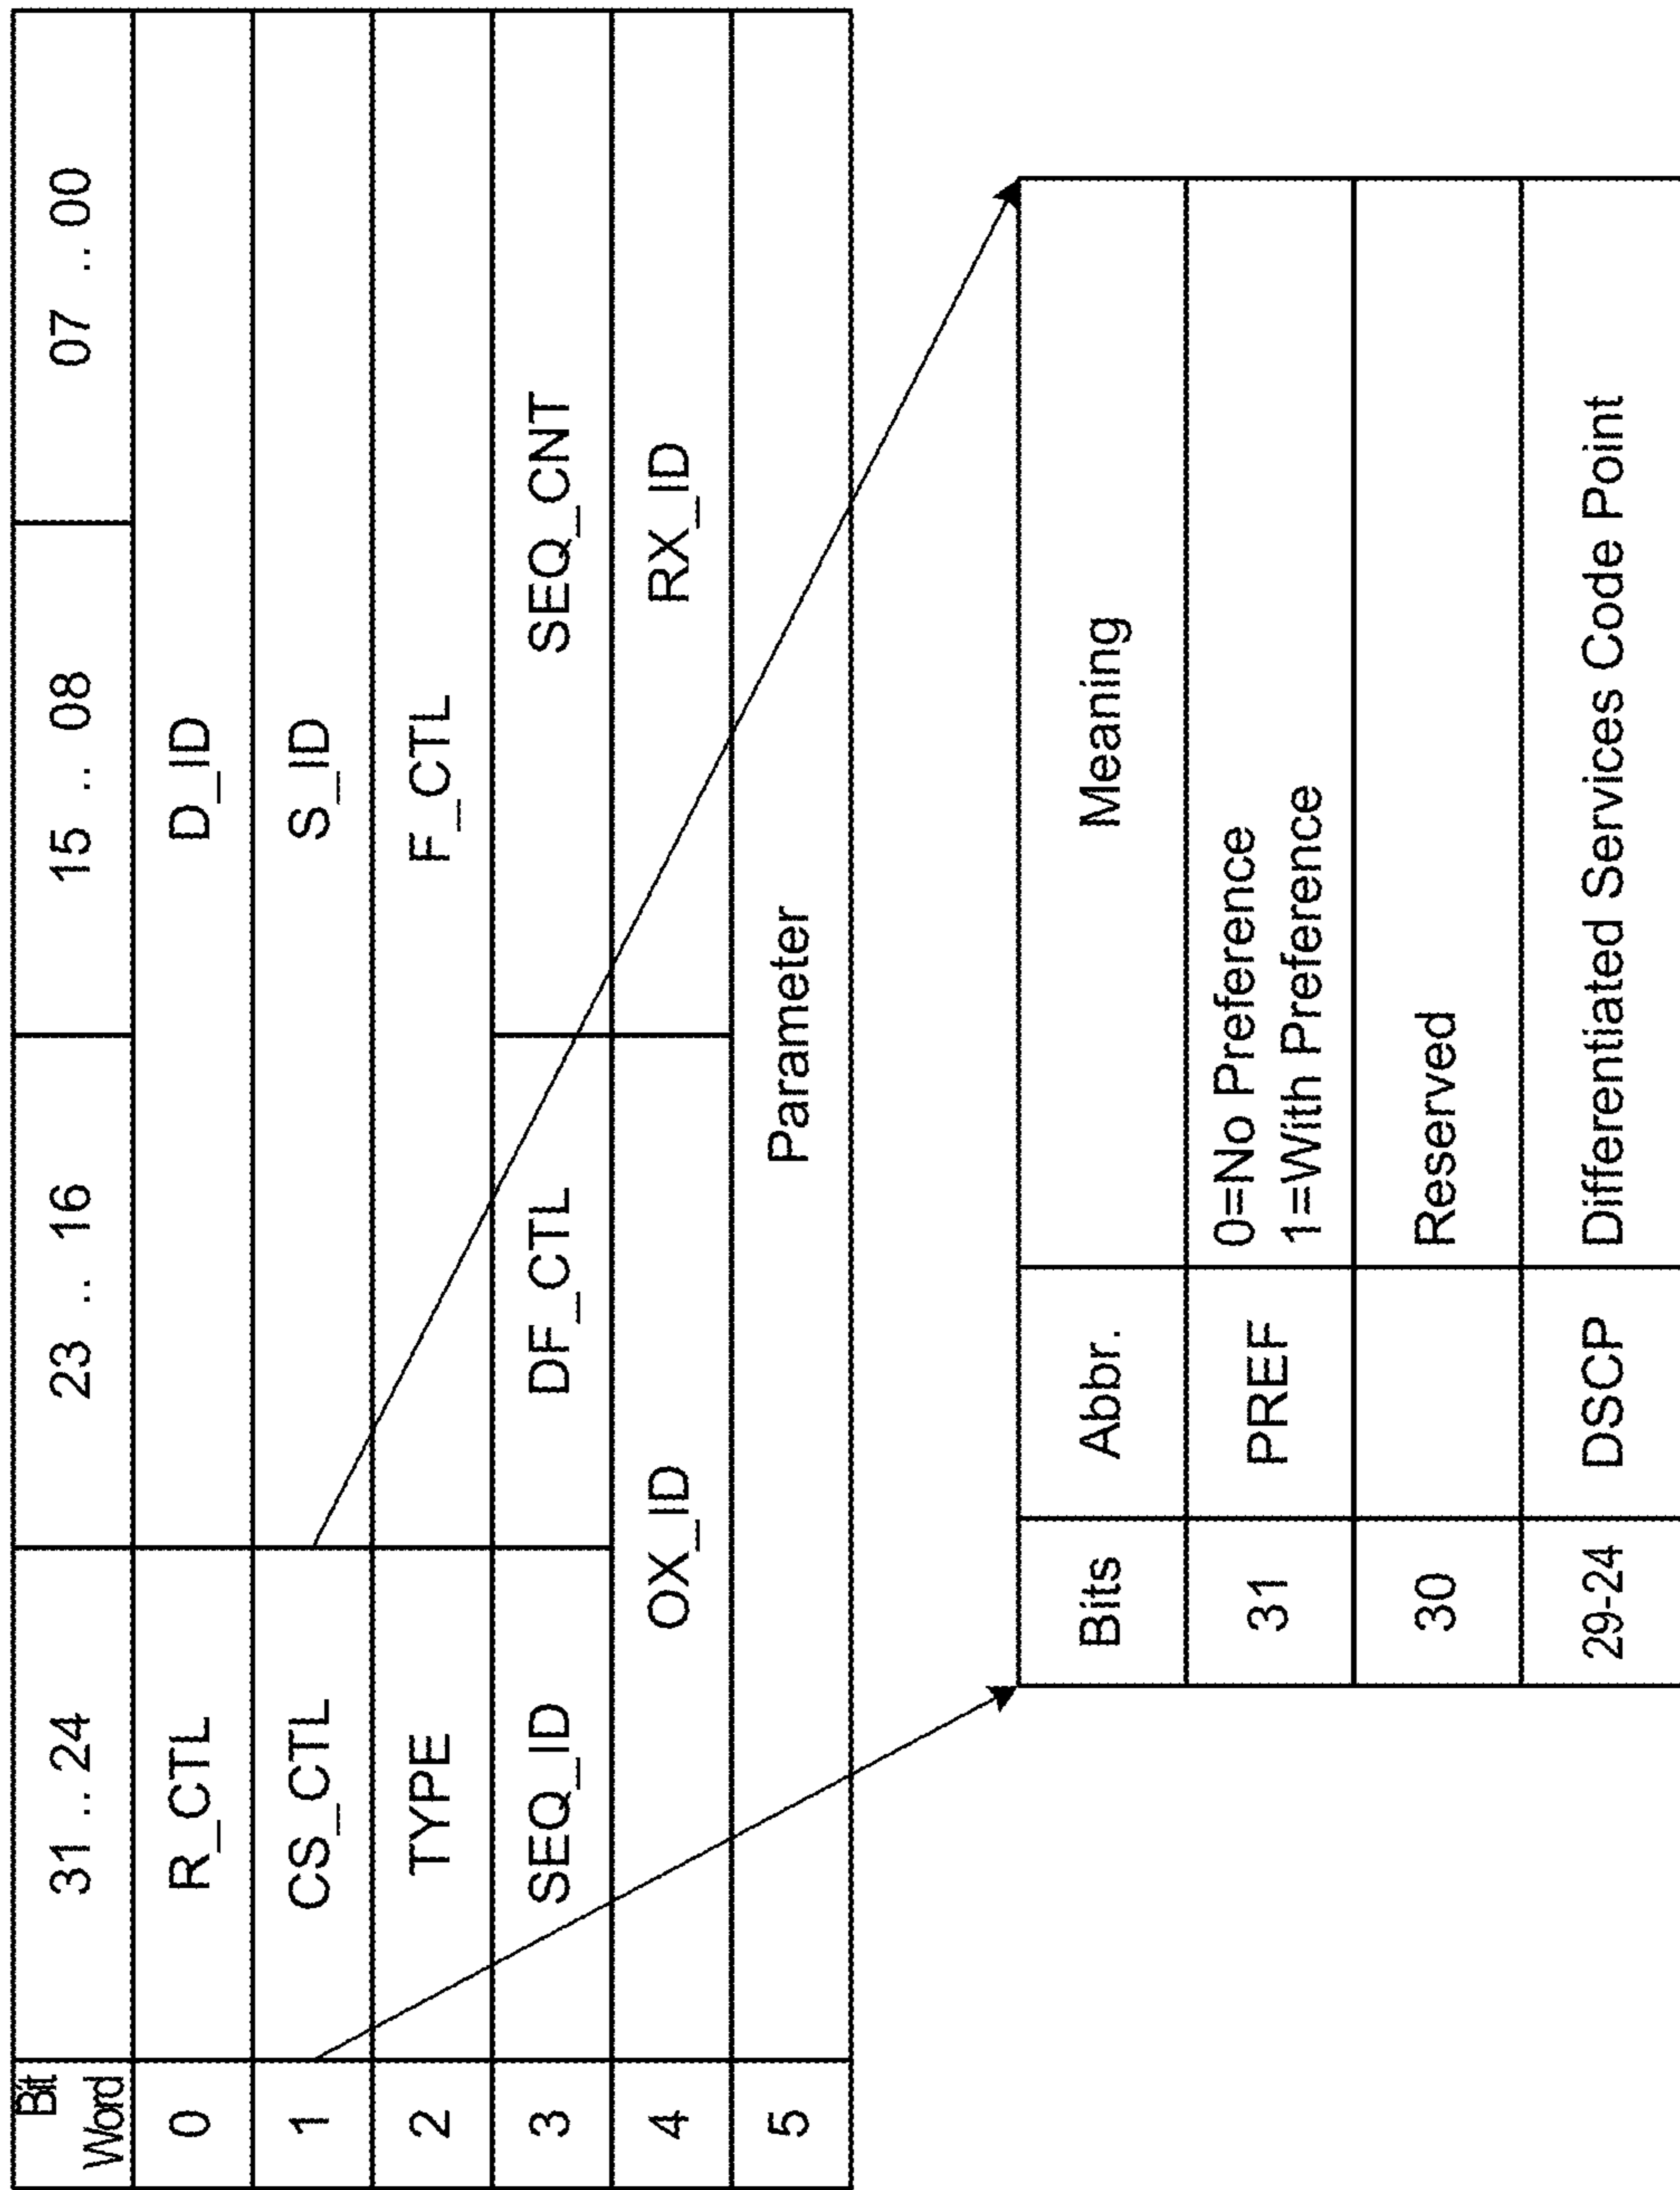 Bit
Word
31 .. 24
23 .. 16
15 .. 08
07 .. 00
0
R_CTL
D_ID
1
CS_CTL
S_ID
2
TYPE
F_CTL
3
SEQ_ID
DF_CTL
SEQ_CNT
4
OX_ID
RX_ID
5
Parameter
Bits
Abbr.
Meaning
31
PREF
0=No Preference
1=With Preference
30
Reserved
29-24
DSCP
Differentiated Services Code Point